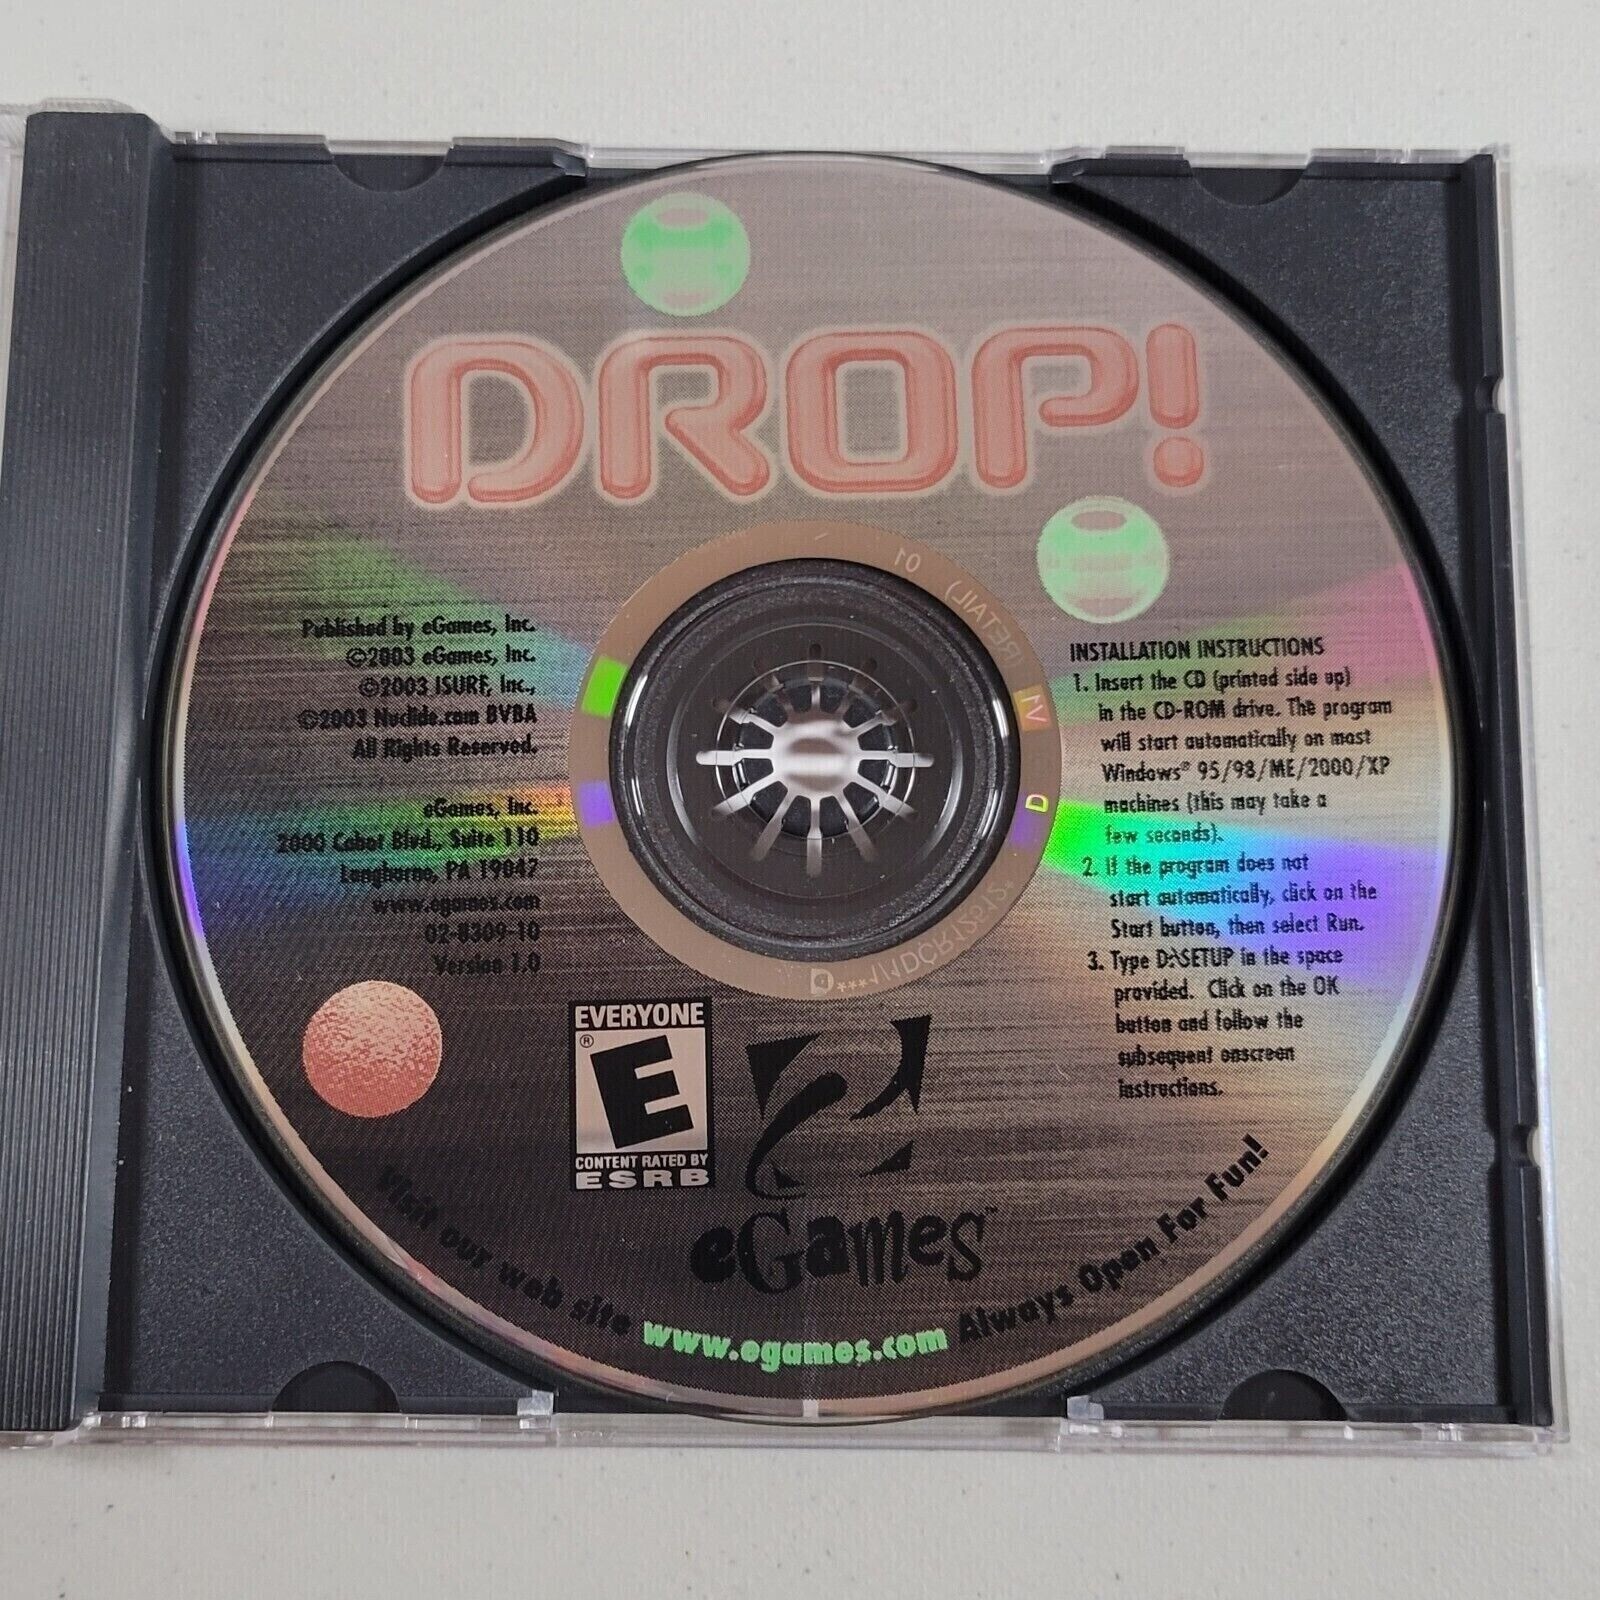 DROP!
Published by eGames, Inc.
©2003 eGames, Inc.
©2003 ISURF, Inc.,
©2003 Nuclide.com BVBA
All Rights Reserved.
eGames, Inc.
2000 Cabot Blvd., Suite 110
Langhorne, PA 19047
www.egames.com
02-8309-10
Version 1.0
INSTALLATION INSTRUCTIONS
1. Insert the CD (printed side up)
in the CD-ROM drive. The program
will start automatically on most
Windows® 95/98/ME/2000/XP
machines (this may take a
few seconds).
2. If the program does not
start automatically, click on the
Start button, then select Run.
3. Type D:\SETUP in the space
provided. Click on the OK
button and follow the
subsequent onscreen
instructions.
EVERYONE
E
®
CONTENT RATED BY
ESRB
eGames™
Visit our web site www.egames.com Always Open For Fun!
(RETAIL) 01